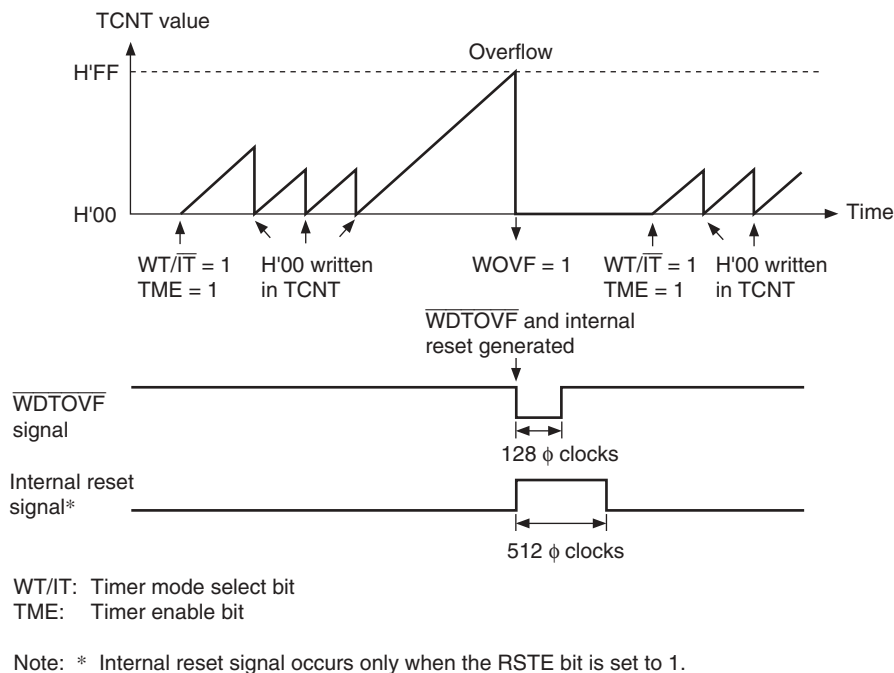 TCNT value
Overflow
H'FF
H'00
Time
WT/IT = 1
TME = 1
H'00 written
in TCNT
WOVF = 1
WT/IT = 1
TME = 1
H'00 written
in TCNT
WDTOVF and internal
reset generated
WDTOVF
signal
128 φ clocks
Internal reset
signal*
512 φ clocks
WT/IT: Timer mode select bit
TME: Timer enable bit
Note: * Internal reset signal occurs only when the RSTE bit is set to 1.